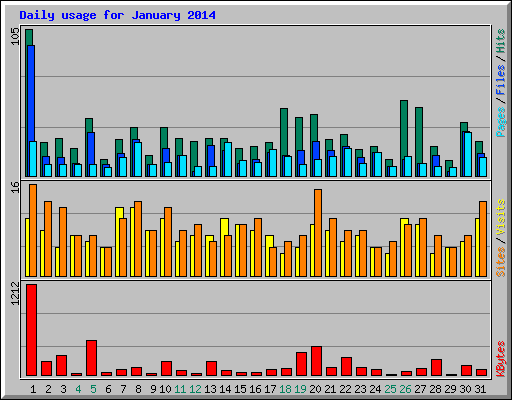 Daily usage for January 2014
105
Pages / Files / Hits
16
Sites / Visits
1212
KBytes
1 2 3 4 5 6 7 8 9 10 11 12 13 14 15 16 17 18 19 20 21 22 23 24 25 26 27 28 29 30 31